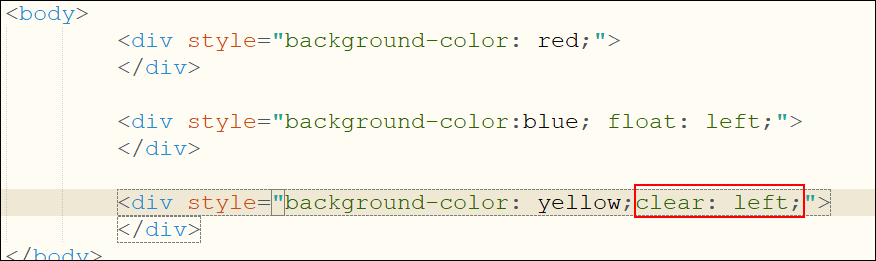 <body>
<div style="background-color: red;">
</div>
<div style="background-color:blue; float: left;">
</div>
<div style="background-color: yellow;clear: left;">
</div>
</body>